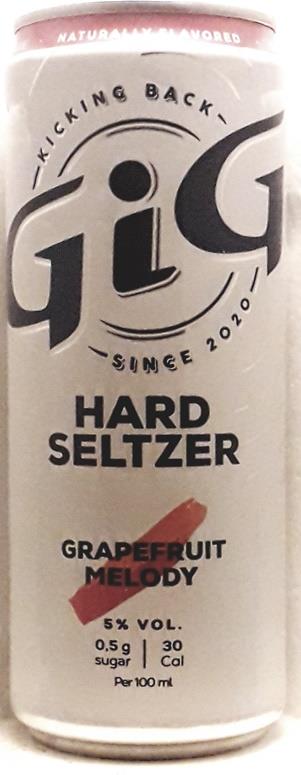 NATURALLY FLAVORED
KICKING BACK
GiG
SINCE 2020
HARD
SELTZER
GRAPEFRUIT
MELODY
5% VOL.
0,5 g | 30
sugar | Cal
Per 100 ml